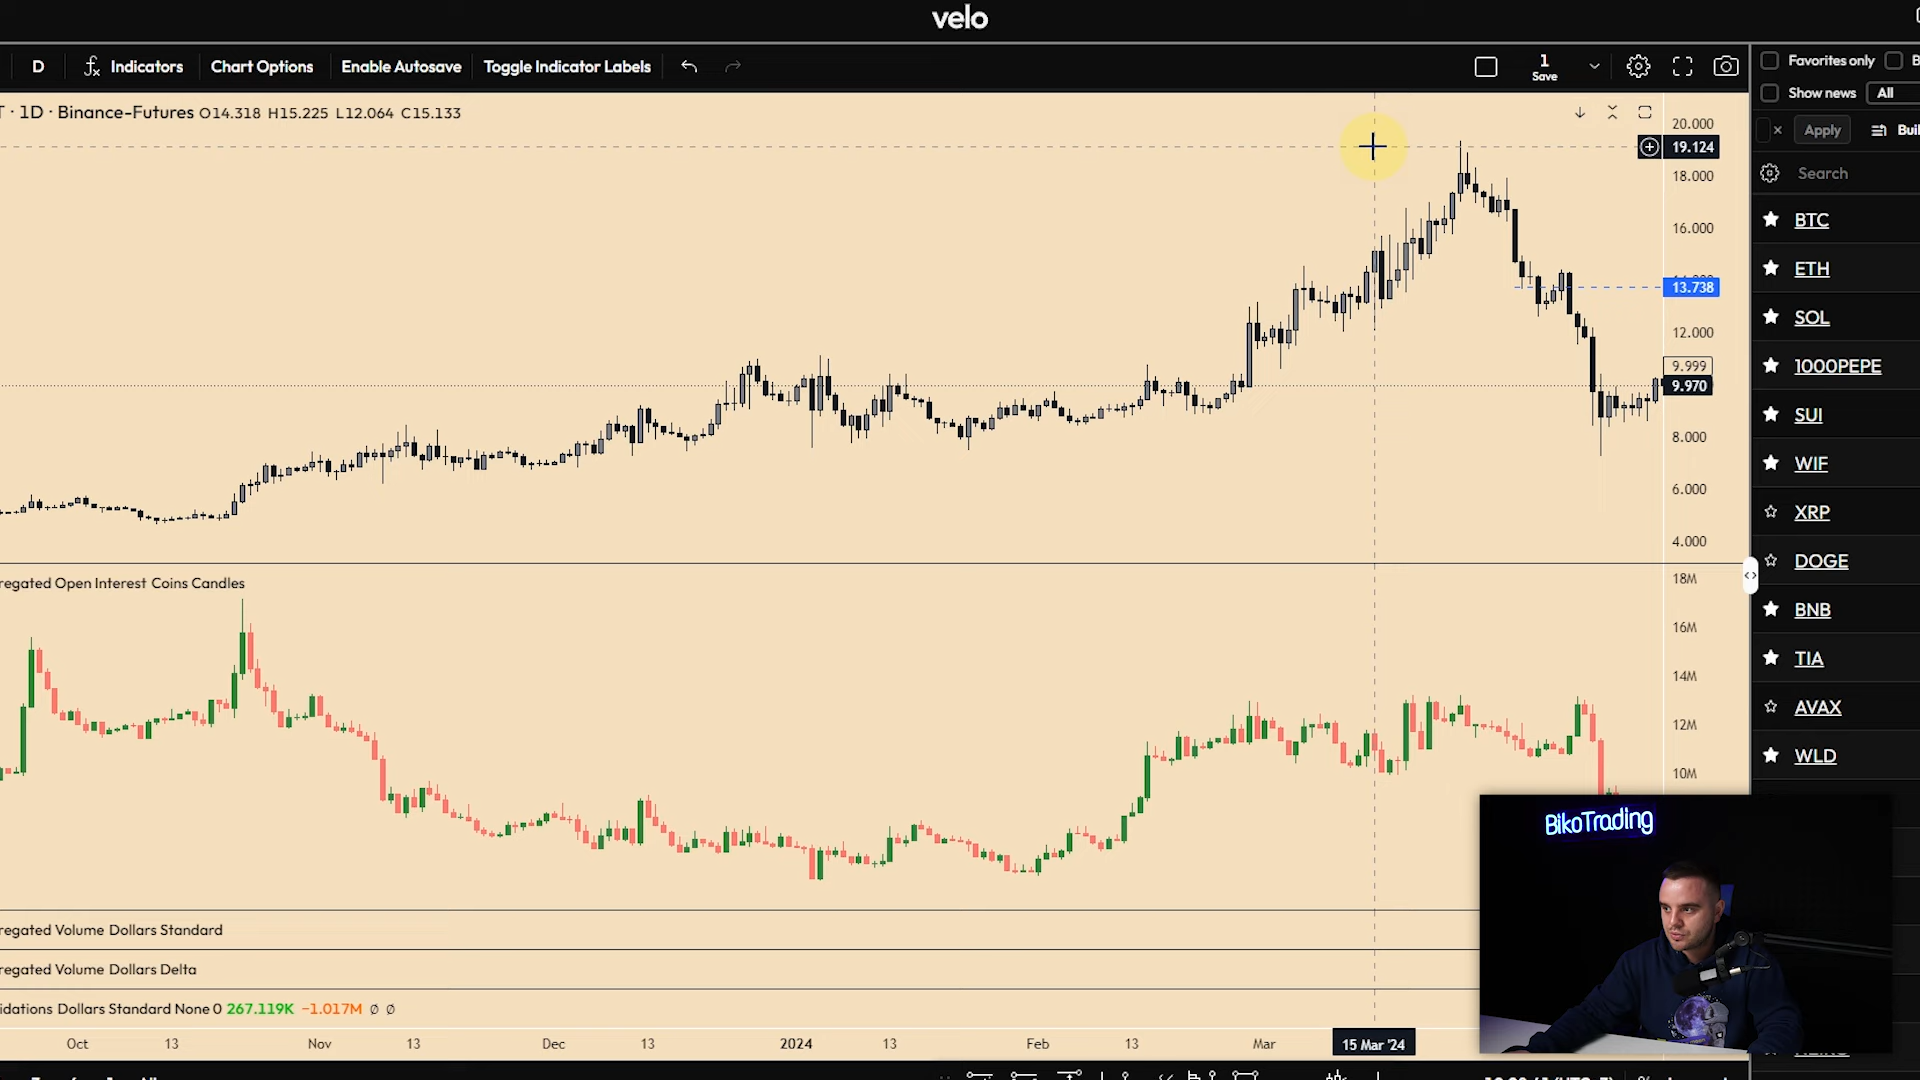 velo
D
Indicators
Chart Options
Enable Autosave
Toggle Indicator Labels
1
Save
Favorites only
B
Show news
All
T · 1D · Binance-Futures O14.318 H15.225 L12.064 C15.133
Apply
Search
BTC
ETH
SOL
1000PEPE
SUI
WIF
XRP
DOGE
BNB
TIA
AVAX
WLD
20.000
19.124
18.000
16.000
13.738
12.000
9.999
9.970
8.000
6.000
4.000
regated Open Interest Coins Candles
18M
16M
14M
12M
10M
BikoTrading
regated Volume Dollars Standard
regated Volume Dollars Delta
idations Dollars Standard None 0 267.119K −1.017M ∅ ∅
Oct
13
Nov
13
Dec
13
2024
13
Feb
13
Mar
15 Mar '24